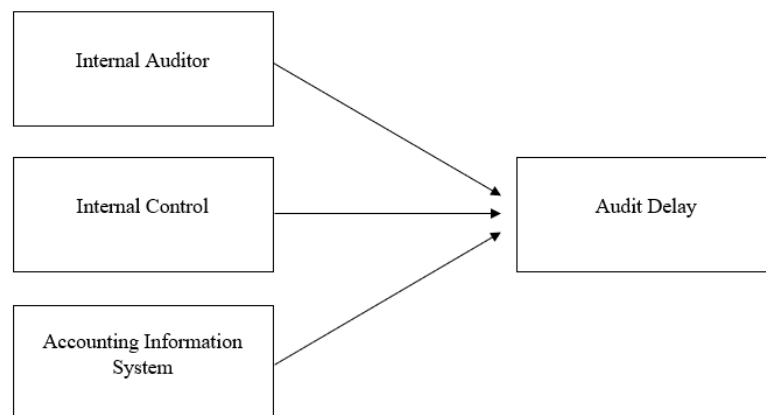 Internal Auditor
Internal Control
Audit Delay
Accounting Information
System